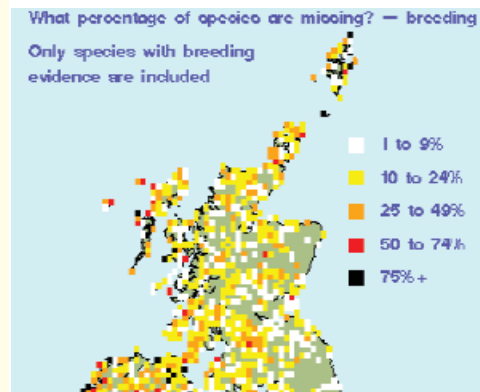 What percentage of species are missing? — breeding
Only species with breeding
evidence are included
1 to 9%
10 to 24%
25 to 49%
50 to 74%
75%+